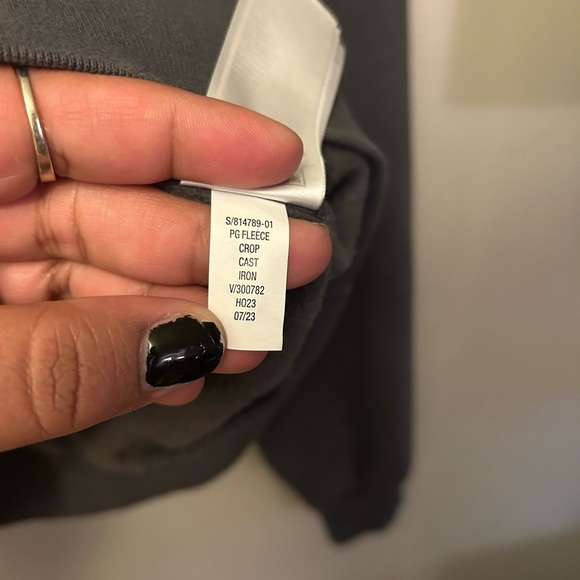 S/814789-01
PG FLEECE
CROP
CAST
IRON
V/300782
HO23
07/23